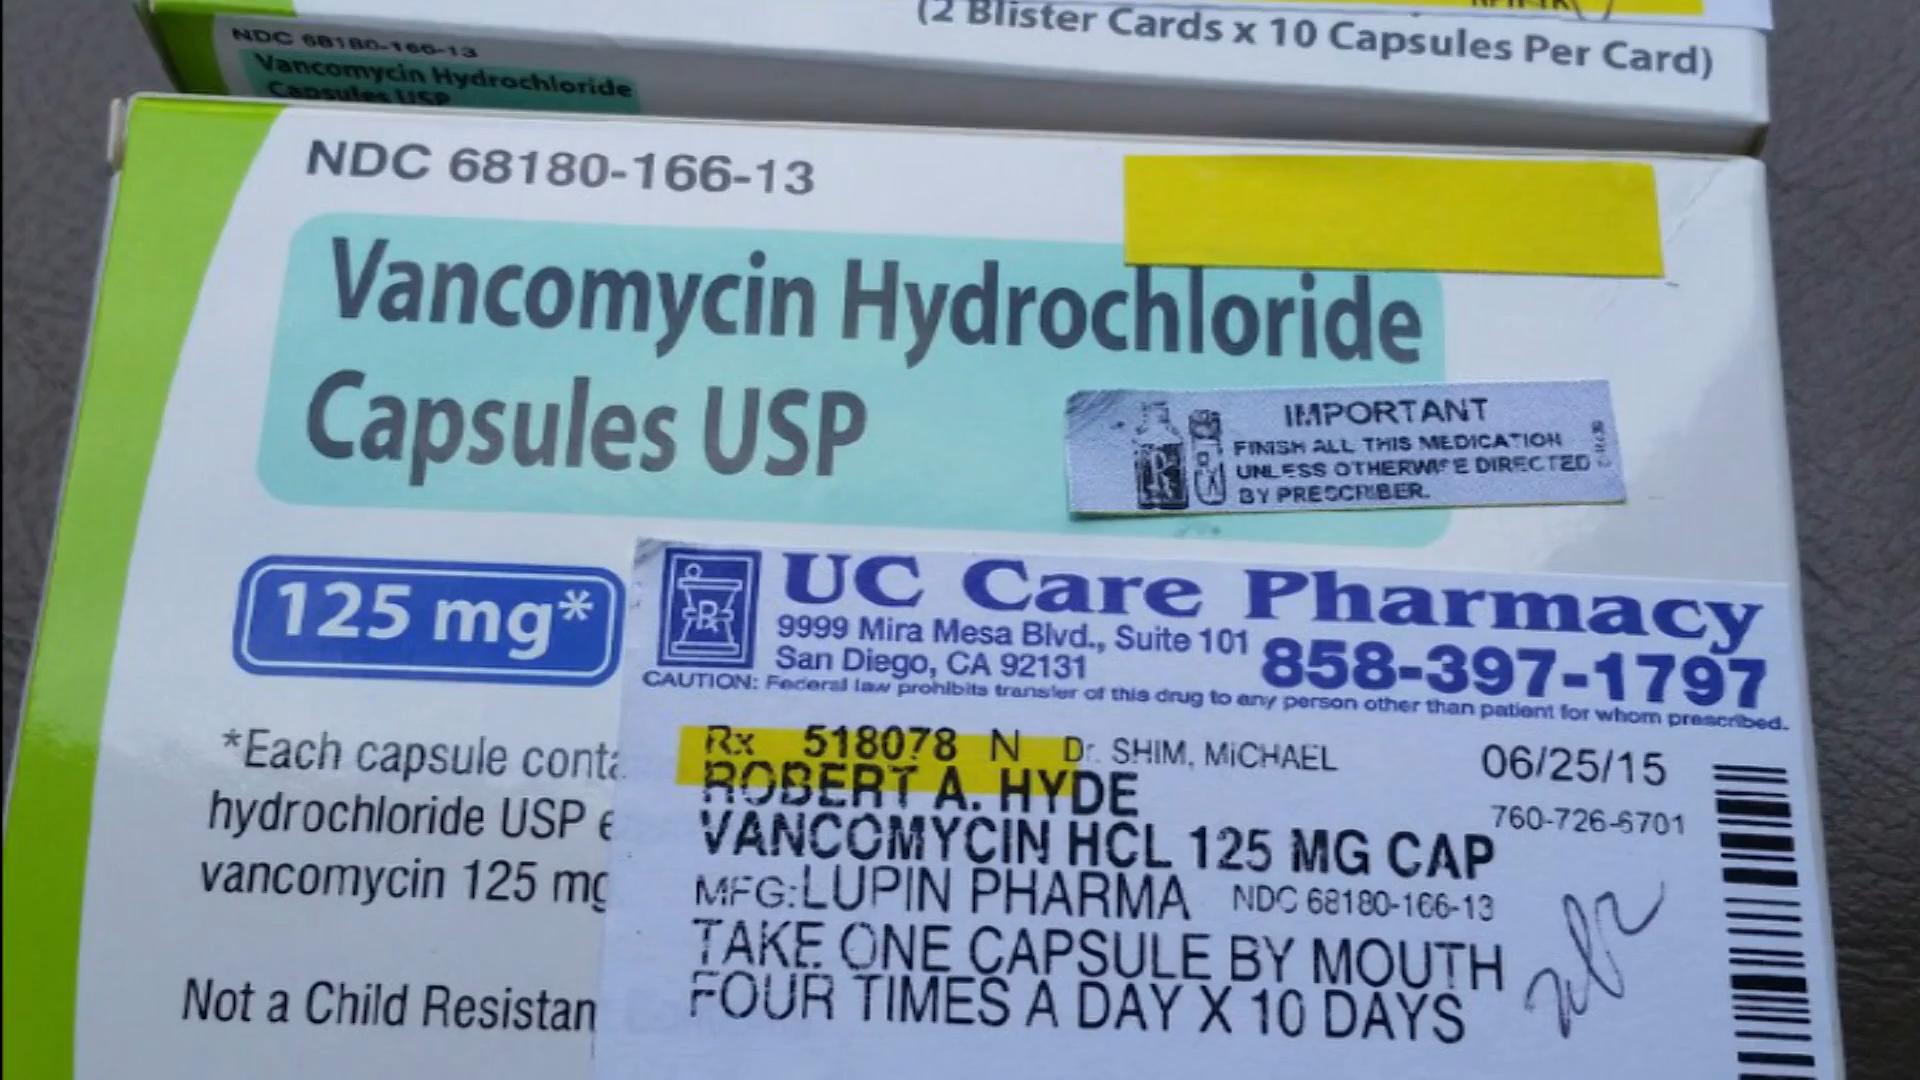 (2 Blister Cards x 10 Capsules Per Card)
NDC 68180-166-13
Vancomycin Hydrochloride
Capsules USP
NDC 68180-166-13
Vancomycin Hydrochloride
Capsules USP
IMPORTANT
FINISH ALL THIS MEDICATION
UNLESS OTHERWISE DIRECTED
BY PRESCRIBER.
125 mg*
*Each capsule
hydrochloride USP
vancomycin 125 mg
Not a Child
UC Care Pharmacy
9999 Mira Mesa Blvd., Suite 101
San Diego, CA 92131
858-397-1797
CAUTION: Federal law prohibits transfer of this drug to any person other than patient for whom prescribed.
Rx 518078 N Dr. SHIM, MICHAEL 06/25/15
ROBERT A. HYDE
760-726-6701
VANCOMYCIN HCL 125 MG CAP
MFG:LUPIN PHARMA NDC 68180-166-13
TAKE ONE CAPSULE BY MOUTH
FOUR TIMES A DAY X 10 DAYS